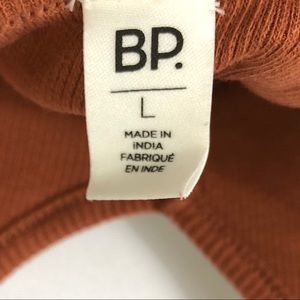 BP.
L
MADE IN
INDIA
FABRIQUÉ
EN INDE